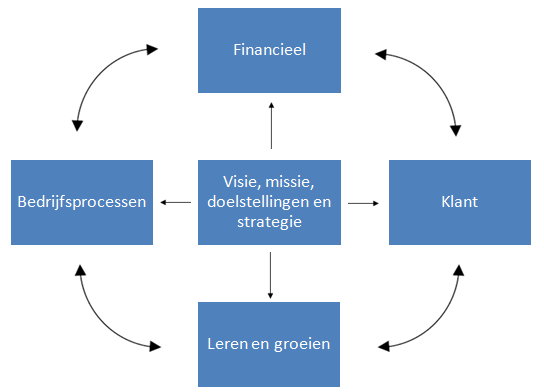 Financieel
Bedrijfsprocessen
Visie, missie,
doelstellingen en
strategie
Klant
Leren en groeien